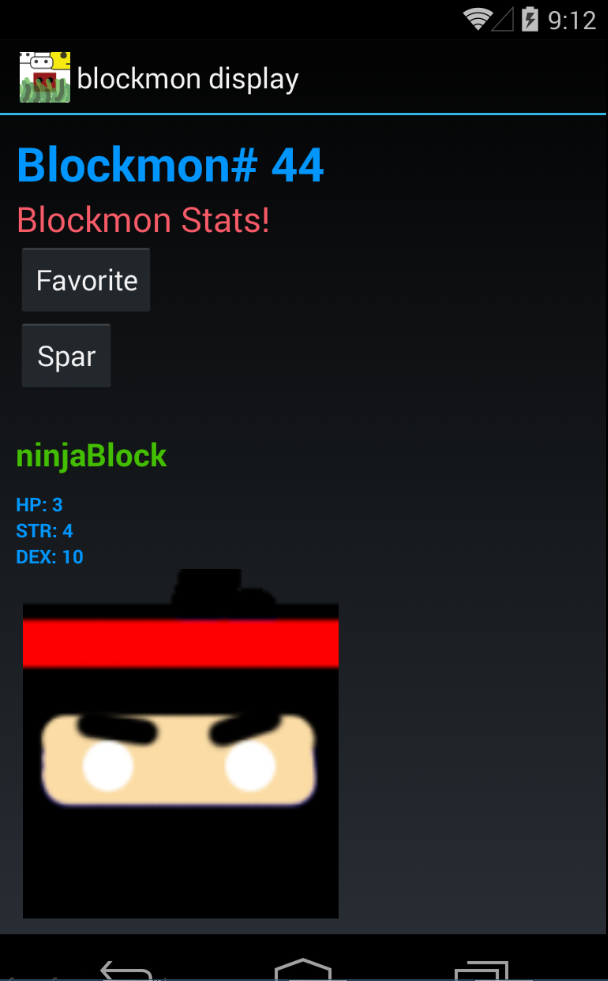 9:12
blockmon display
Blockmon# 44
Blockmon Stats!
Favorite
Spar
ninjaBlock
HP: 3
STR: 4
DEX: 10